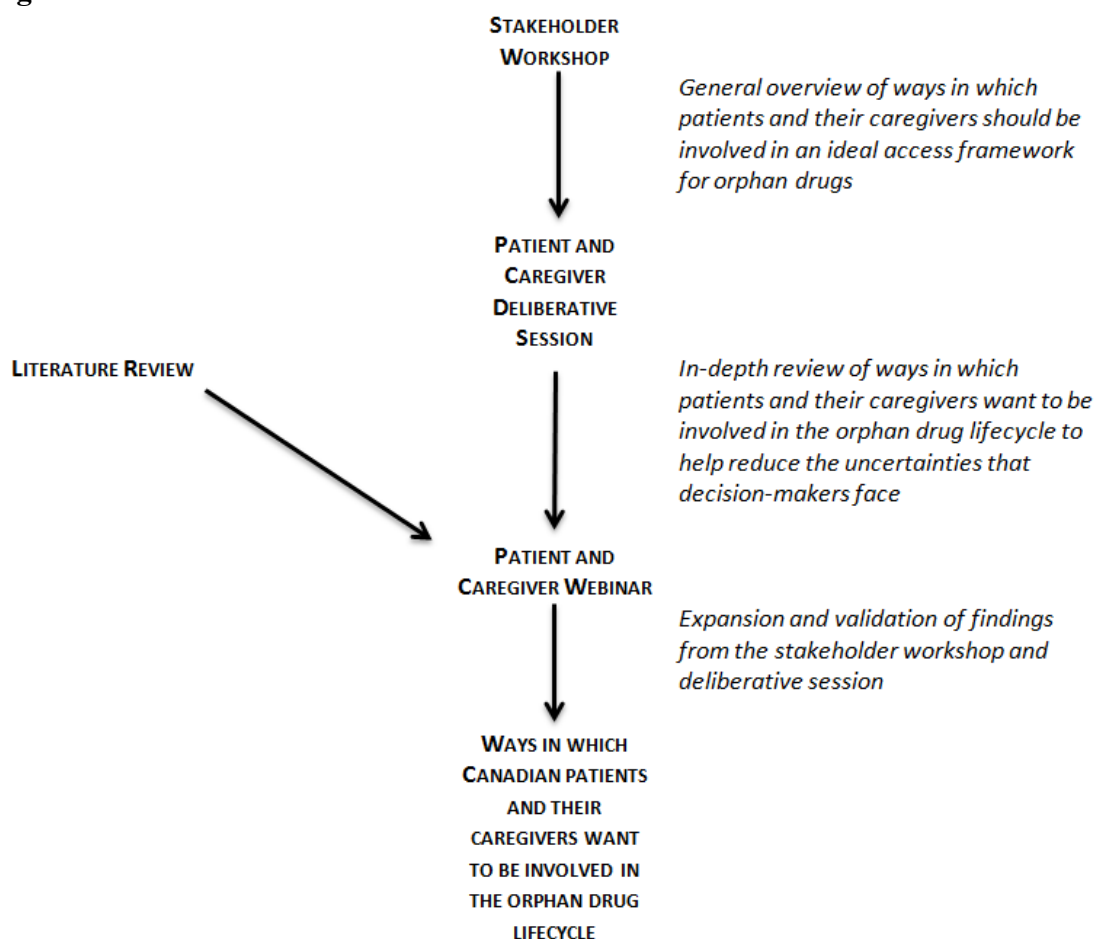 g
STAKEHOLDER
WORKSHOP
General overview of ways in which
patients and their caregivers should be
involved in an ideal access framework
for orphan drugs
PATIENT AND
CAREGIVER
DELIBERATIVE
SESSION
LITERATURE REVIEW
In-depth review of ways in which
patients and their caregivers want to be
involved in the orphan drug lifecycle to
help reduce the uncertainties that
decision-makers face
PATIENT AND
CAREGIVER WEBINAR
Expansion and validation of findings
from the stakeholder workshop and
deliberative session
WAYS IN WHICH
CANADIAN PATIENTS
AND THEIR
CAREGIVERS WANT
TO BE INVOLVED IN
THE ORPHAN DRUG
LIFECYCLE